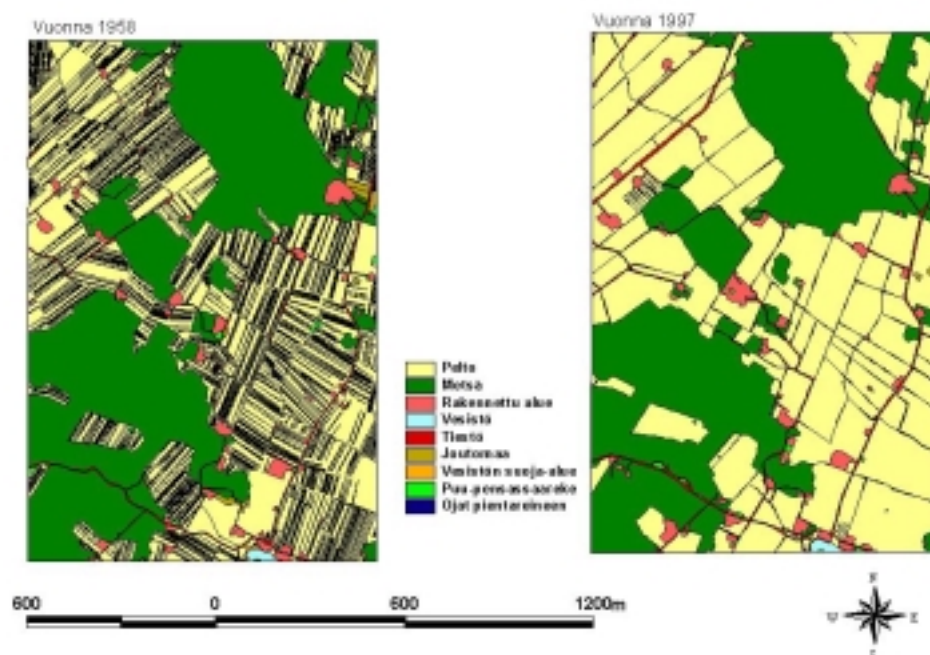 Vuonna 1958
Vuonna 1997
Pelto
Metsä
Rakennettu alue
Vesistö
Tiestö
Joutomaa
Vesistön suoja-alue
Puu-pensassaareke
Ojat pientareineen
600 0 600 1200m